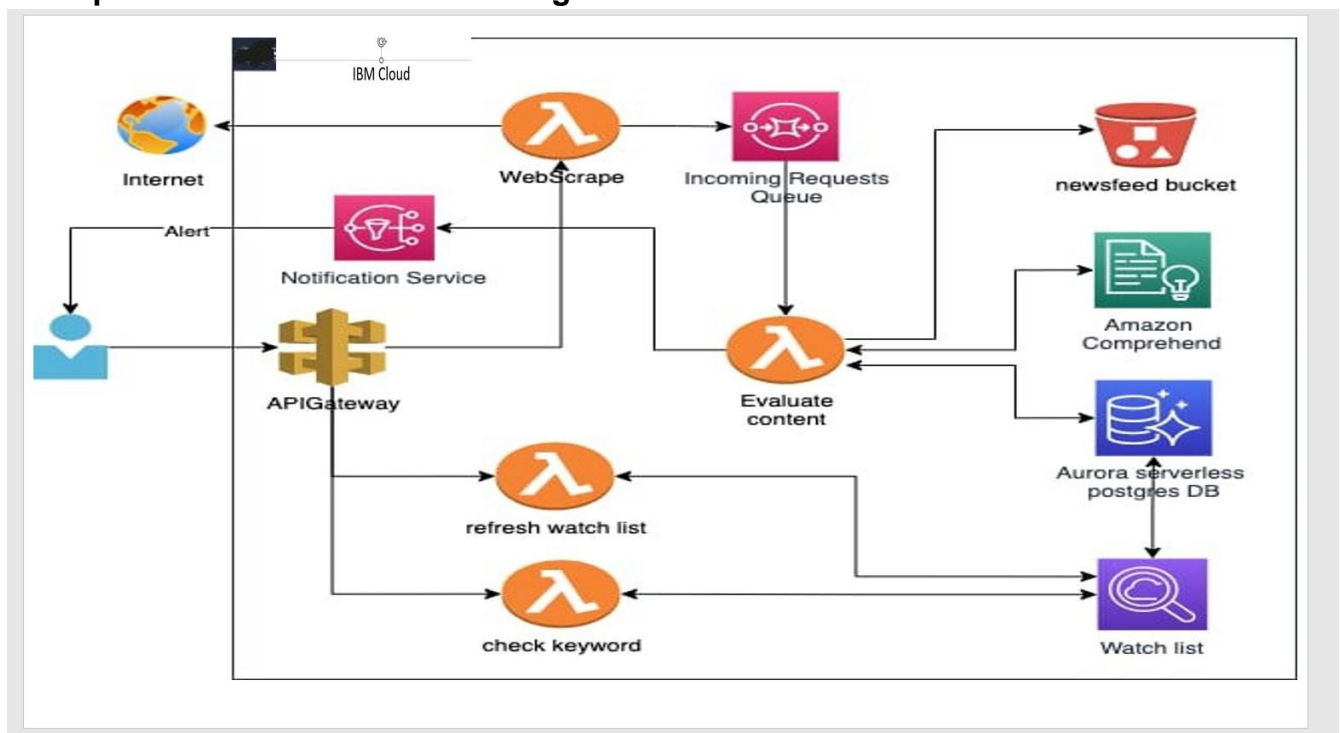 IBM Cloud
Internet
WebScrape
Incoming Requests
Queue
newsfeed bucket
Alert
Notification Service
Amazon
Comprehend
APIGateway
Evaluate
content
Aurora serverless
postgres DB
refresh watch list
check keyword
Watch list